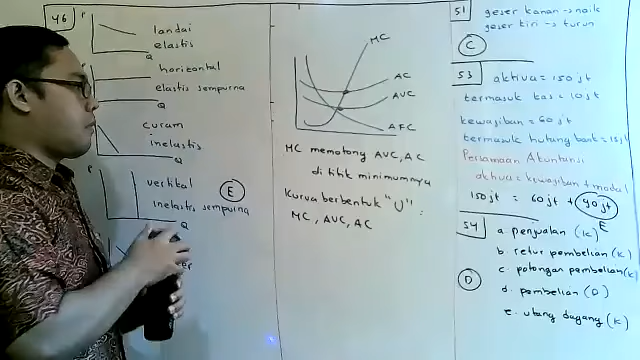 46
P
landai
elastis
Q
horizontal
elastis sempurna
Q
curam
inelastis
Q
P
vertikal
inelastis sempurna
E
Q
MC
AC
AVC
AFC
MC memotong AVC, AC
di titik minimumnya
Kurva berbentuk "U" :
MC, AVC, AC
51
geser kanan → naik
geser kiri → turun
C
53
aktiva = 150 jt
termasuk kas = 10 jt
kewajiban = 60 jt
termasuk hutang bank = 15 jt
Persamaan Akuntansi
aktiva = kewajiban + modal
150 jt = 60 jt + 90 jt
E
54
a. penjualan (K)
b. retur pembelian (K)
c. potongan pembelian (K)
D
d. pembelian (D)
e. utang dagang (K)